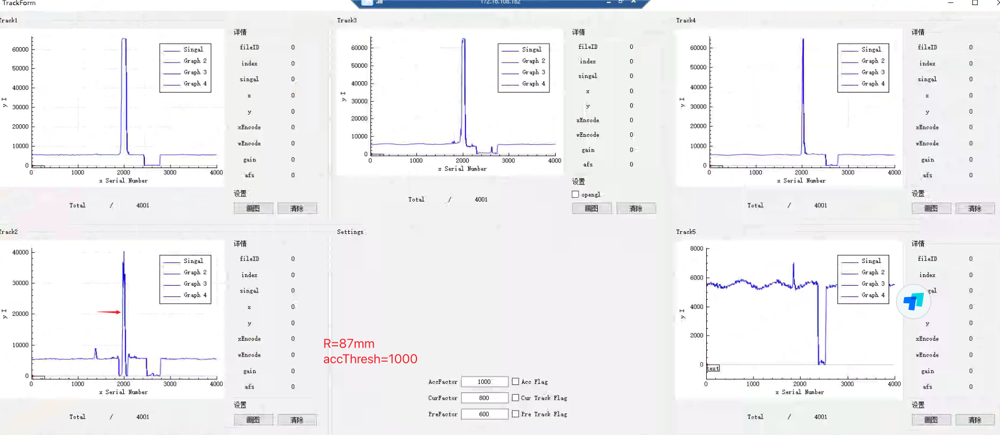 TrackForm
172.16.108.182
Track1
60000
50000
40000
30000
20000
10000
0
y I
0
1000
2000
3000
4000
x Serial Number
Singal
Graph 2
Graph 3
Graph 4
Total / 4001
详情
fileID 0
index 0
singal 0
x 0
y 0
xEncode 0
wEncode 0
gain 0
afs 0
设置
画图 清除
Track3
60000
50000
40000
30000
20000
10000
0
y I
0
1000
2000
3000
4000
x Serial Number
Singal
Graph 2
Graph 3
Graph 4
Total / 4001
详情
fileID 0
index 0
singal 0
x 0
y 0
xEncode 0
wEncode 0
gain 0
afs 0
设置
opengl
画图 清除
Track4
60000
50000
40000
30000
20000
10000
0
y I
0
1000
2000
3000
4000
x Serial Number
Singal
Graph 2
Graph 3
Graph 4
Total / 4001
详情
fileID 0
index 0
singal 0
x 0
y 0
xEncode 0
wEncode 0
gain 0
afs 0
设置
画图 清除
Track2
40000
30000
20000
10000
0
y I
0
1000
2000
3000
4000
x Serial Number
Singal
Graph 2
Graph 3
Graph 4
Total / 4001
详情
fileID 0
index 0
singal 0
x 0
y 0
xEncode 0
wEncode 0
gain 0
afs 0
设置
画图 清除
Settings
R=87mm
accThresh=1000
AccFactor 1000 Acc Flag
CurFactor 800 Cur Track Flag
PreFactor 600 Pre Track Flag
Track5
8000
6000
4000
2000
0
y I
text
0
1000
2000
3000
4000
x Serial Number
Singal
Graph 2
Graph 3
Graph 4
Total / 4001
详情
fileID 0
index 0
gal 0
0
y 0
xEncode 0
wEncode 0
gain 0
afs 0
设置
画图 清除